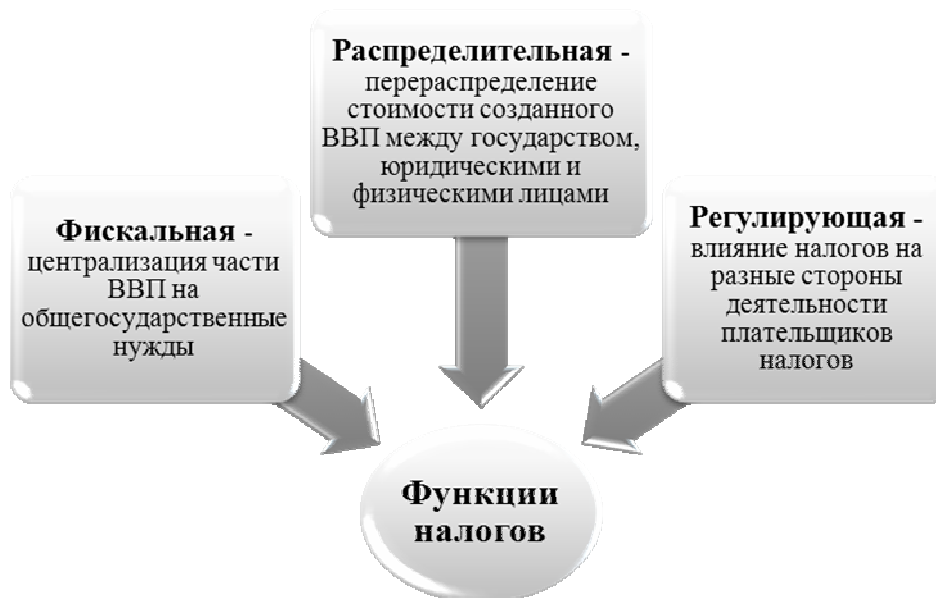 Распределительная -
перераспределение
стоимости созданного
ВВП между государством,
юридическими и
физическими лицами
Фискальная -
централизация части
ВВП на
общегосударственные
нужды
Регулирующая -
влияние налогов на
разные стороны
деятельности
плательщиков
налогов
Функции
налогов